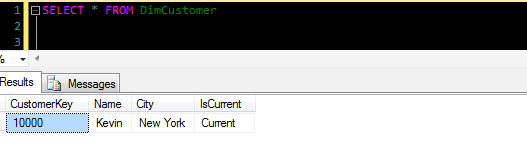 1 SELECT * FROM DimCustomer
2
3
%
Results Messages
CustomerKey Name City IsCurrent
10000 Kevin New York Current